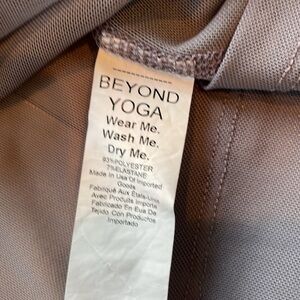 BEYOND
YOGA
Wear Me.
Wash Me.
Dry Me.
93%POLYESTER
7%ELASTANE
Made In Usa Of Imported
Goods
Fabriqué Aux États-Unis
Avec Produits Importés
Fabricado En Eua De
Tejido Con Productos
Importado